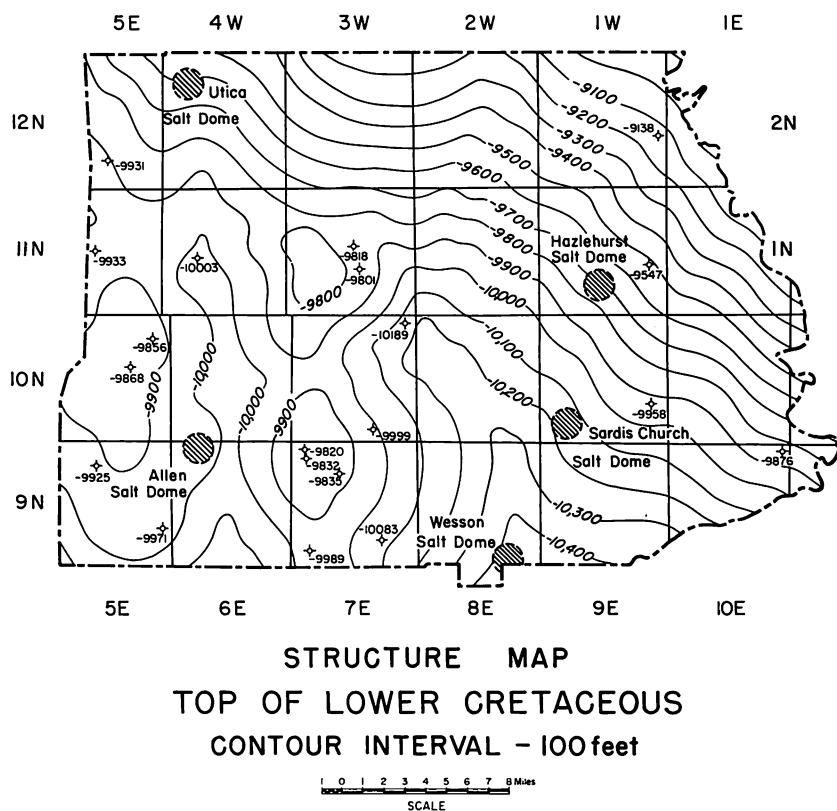 5E 4W 3W 2W 1W 1E
12N
2N
Utica
Salt Dome
-9931
-9138
-9100
-9200
-9300
-9400
-9500
-9600
-9700
-9800
-9900
-10,000
-10,100
-10,200
-10,300
-10,400
11N
1N
-9933
-10003
-9818
-9801
-9800
Hazlehurst
Salt Dome
-9547
10N
-9856
-9868
-9900
-10,000
-10,000
-9900
-10189
-9999
-9958
Sardis Church
Salt Dome
-9876
9N
-9925
Allen
Salt Dome
-9971
-9820
-9832
-9835
-10083
-9989
Wesson
Salt Dome
5E 6E 7E 8E 9E 10E
STRUCTURE MAP
TOP OF LOWER CRETACEOUS
CONTOUR INTERVAL - 100 feet
1 0 1 2 3 4 5 6 7 8 Miles
SCALE